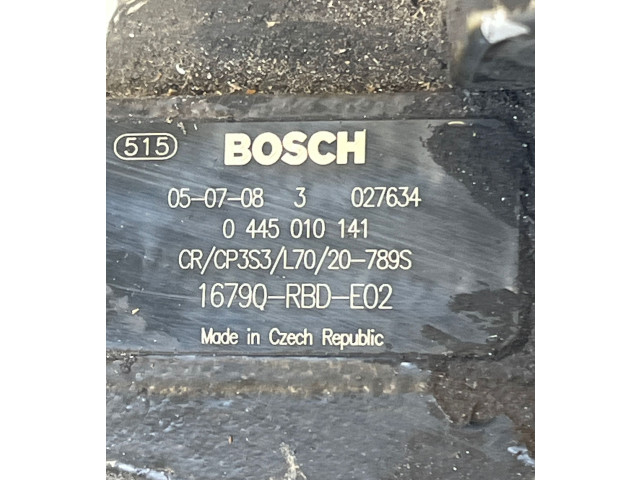 515 BOSCH
05-07-08 3 027634
0 445 010 141
CR/CP3S3/L70/20-789S
16790-RBD-E02
Made in Czech Republic